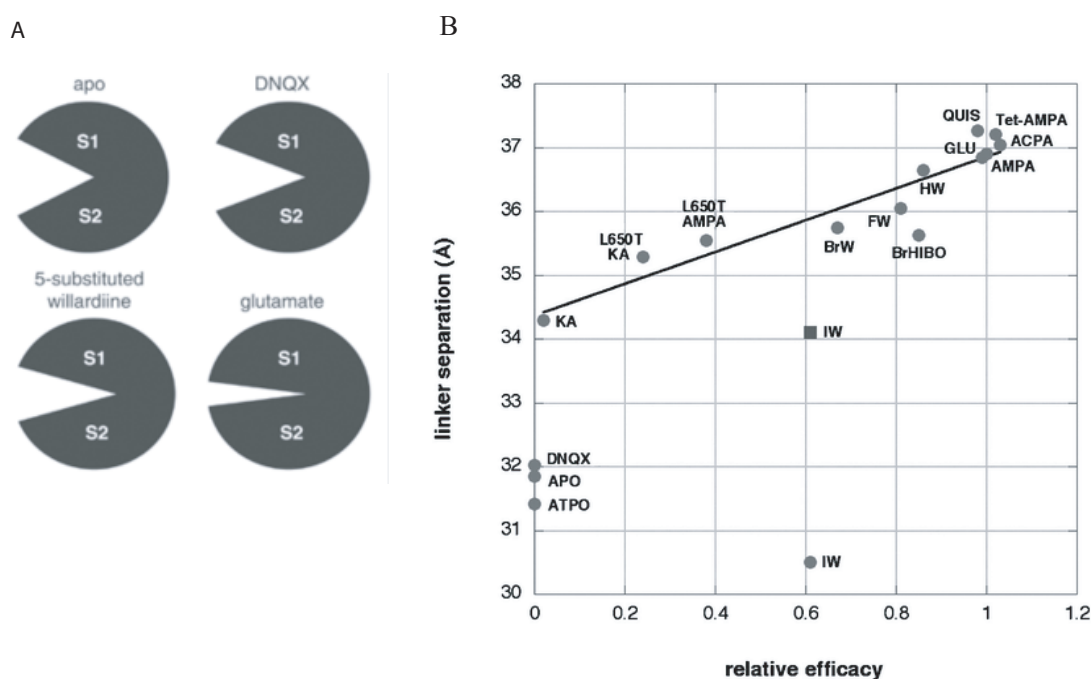 A
B
apo
DNQX
S1
S2
S1
S2
5-substituted
willardiine
glutamate
S1
S2
S1
S2
linker separation (Å)
38
37
36
35
34
33
32
31
30
QUIS
Tet-AMPA
ACPA
GLU
AMPA
HW
L650T
AMPA
FW
L650T
KA
BrW
BrHIBO
KA
IW
DNQX
APO
ATPO
IW
0
0.2
0.4
0.6
0.8
1
1.2
relative efficacy